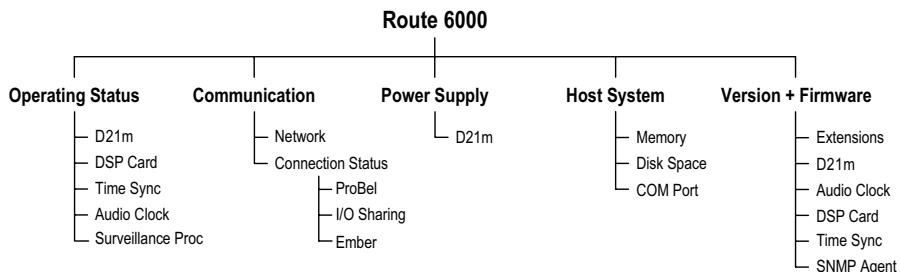 Route 6000
Operating Status
D21m
DSP Card
Time Sync
Audio Clock
Surveillance Proc
Communication
Network
Connection Status
ProBel
I/O Sharing
Ember
Power Supply
D21m
Host System
Memory
Disk Space
COM Port
Version + Firmware
Extensions
D21m
Audio Clock
DSP Card
Time Sync
SNMP Agent